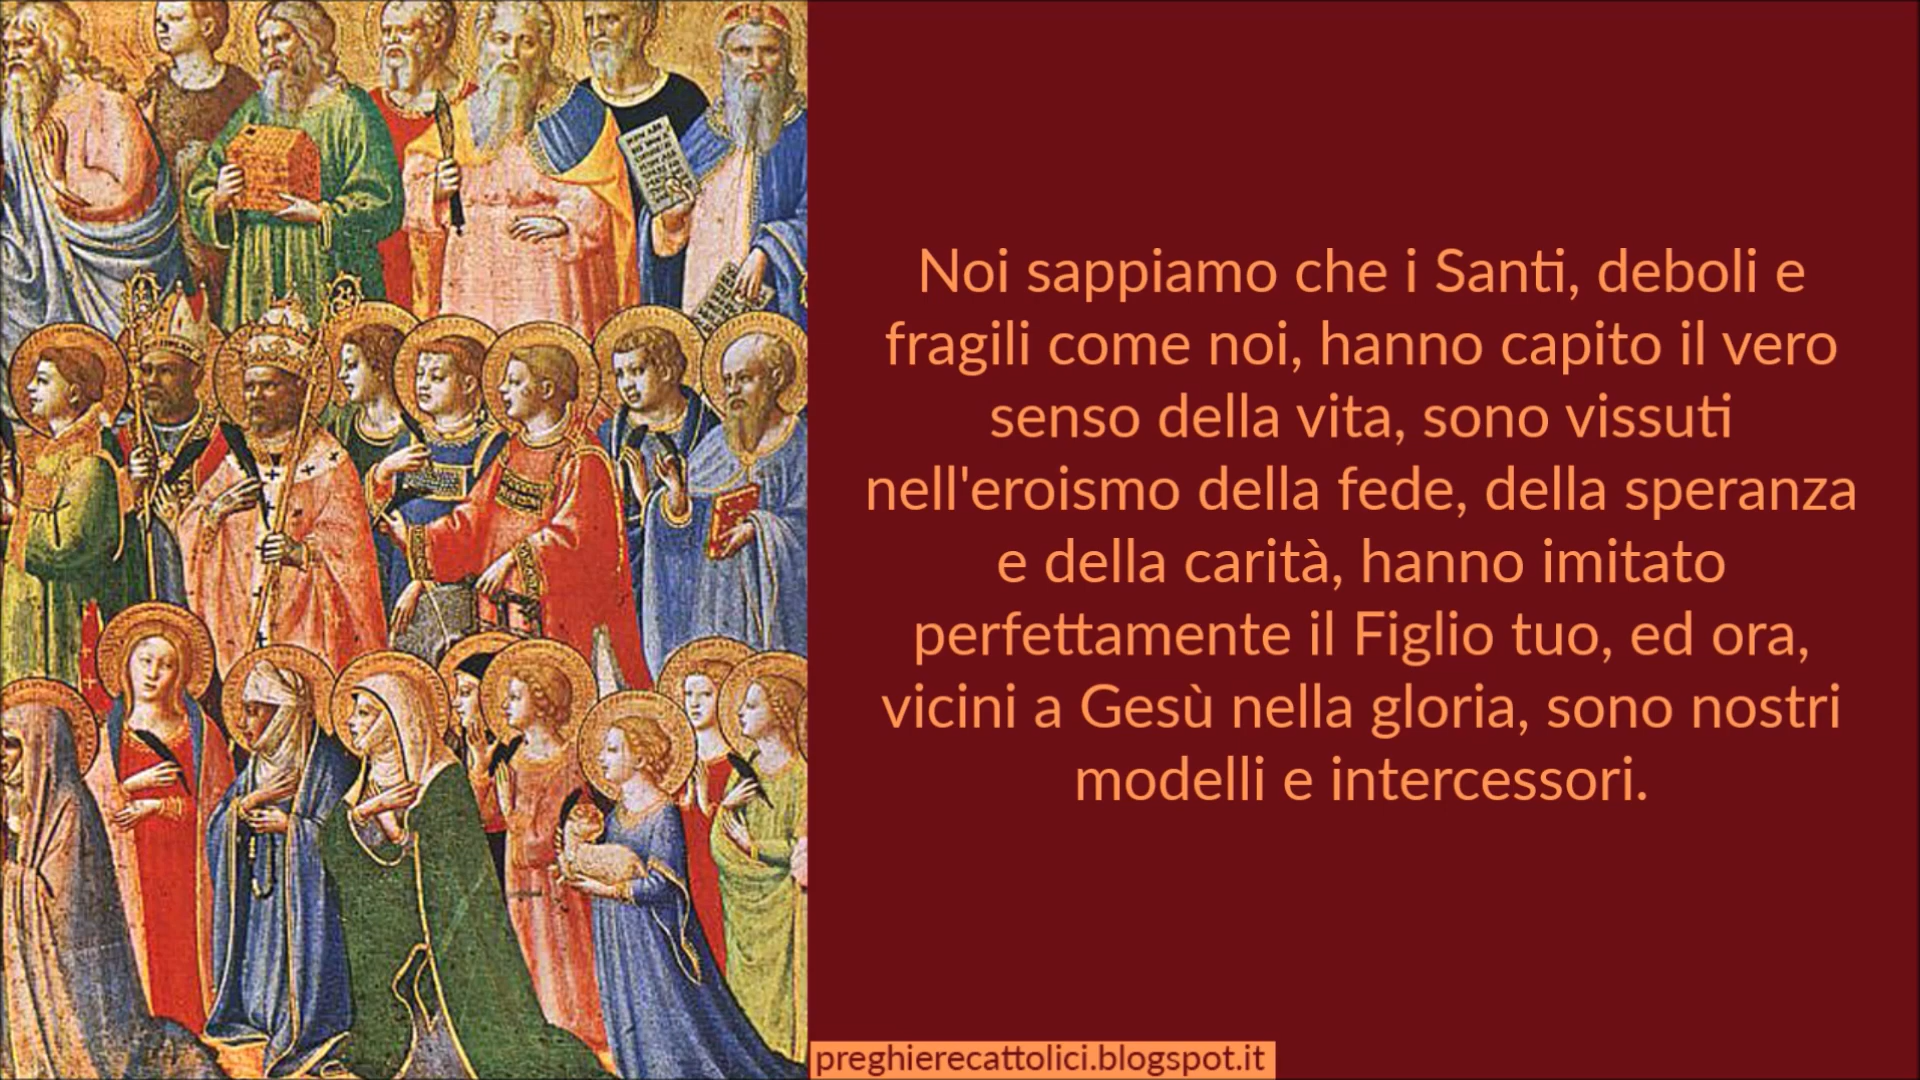 Noi sappiamo che i Santi, deboli e
fragili come noi, hanno capito il vero
senso della vita, sono vissuti
nell'eroismo della fede, della speranza
e della carità, hanno imitato
perfettamente il Figlio tuo, ed ora,
vicini a Gesù nella gloria, sono nostri
modelli e intercessori.
preghierecattolici.blogspot.it